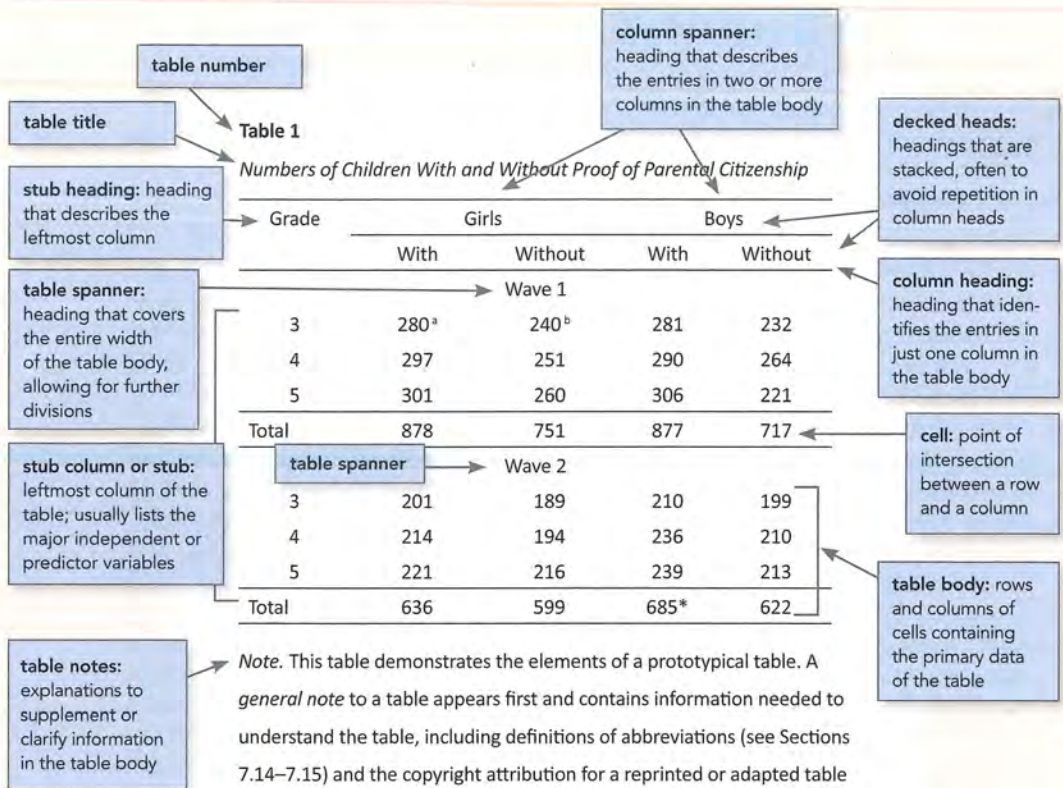 column spanner:
heading that describes
the entries in two or more
columns in the table body
table number
table title
Table 1
decked heads:
headings that are
stacked, often to
avoid repetition in
column heads
Numbers of Children With and Without Proof of Parental Citizenship
stub heading: heading
that describes the
leftmost column
Grade Girls Boys
With Without With Without
column heading:
heading that iden-
tifies the entries in
just one column in
the table body
table spanner:
heading that covers
the entire width
of the table body,
allowing for further
divisions
Wave 1
3 280ᵃ 240ᵇ 281 232
4 297 251 290 264
5 301 260 306 221
Total 878 751 877 717
cell: point of
intersection
between a row
and a column
stub column or stub:
leftmost column of the
table; usually lists the
major independent or
predictor variables
table spanner
Wave 2
3 201 189 210 199
4 214 194 236 210
5 221 216 239 213
Total 636 599 685* 622
table body: rows
and columns of
cells containing
the primary data
of the table
table notes:
explanations to
supplement or
clarify information
in the table body
Note. This table demonstrates the elements of a prototypical table. A
general note to a table appears first and contains information needed to
understand the table, including definitions of abbreviations (see Sections
7.14–7.15) and the copyright attribution for a reprinted or adapted table